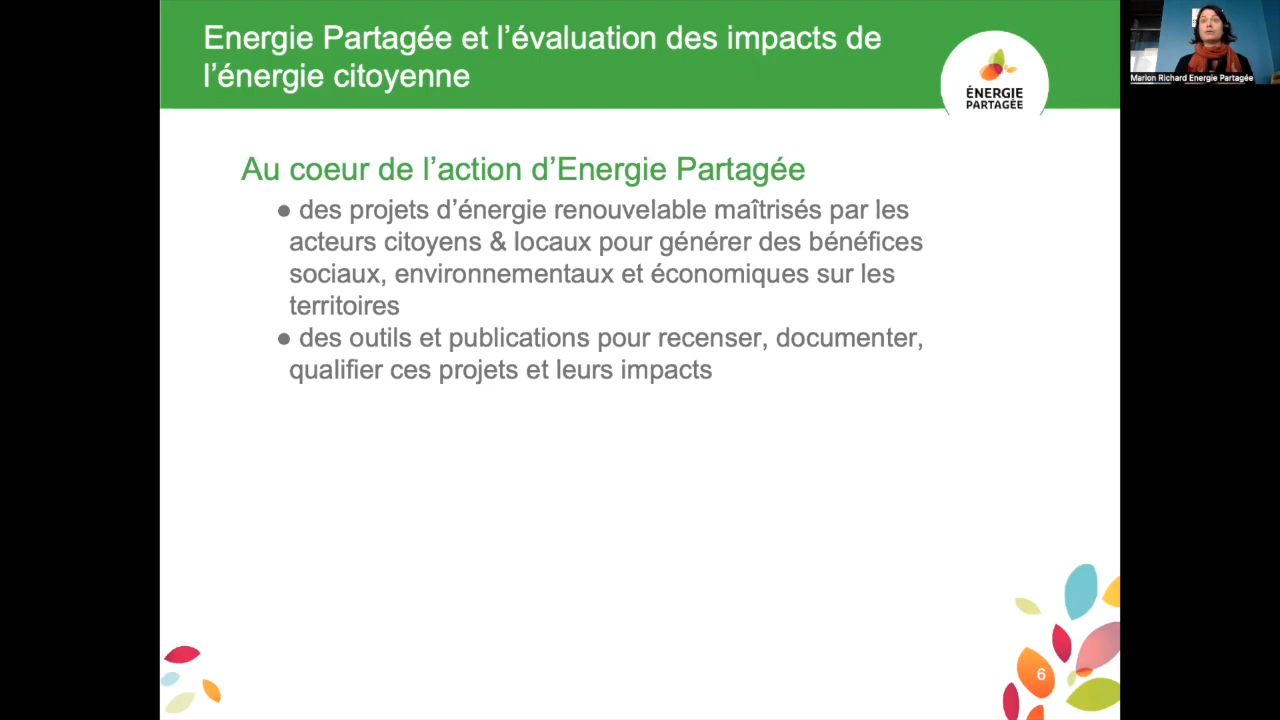 Energie Partagée et l’évaluation des impacts de
l’énergie citoyenne
ÉNERGIE
PARTAGÉE
Marion Richard Energie Partagée
Au coeur de l’action d’Energie Partagée
● des projets d’énergie renouvelable maîtrisés par les
acteurs citoyens & locaux pour générer des bénéfices
sociaux, environnementaux et économiques sur les
territoires
● des outils et publications pour recenser, documenter,
qualifier ces projets et leurs impacts
6